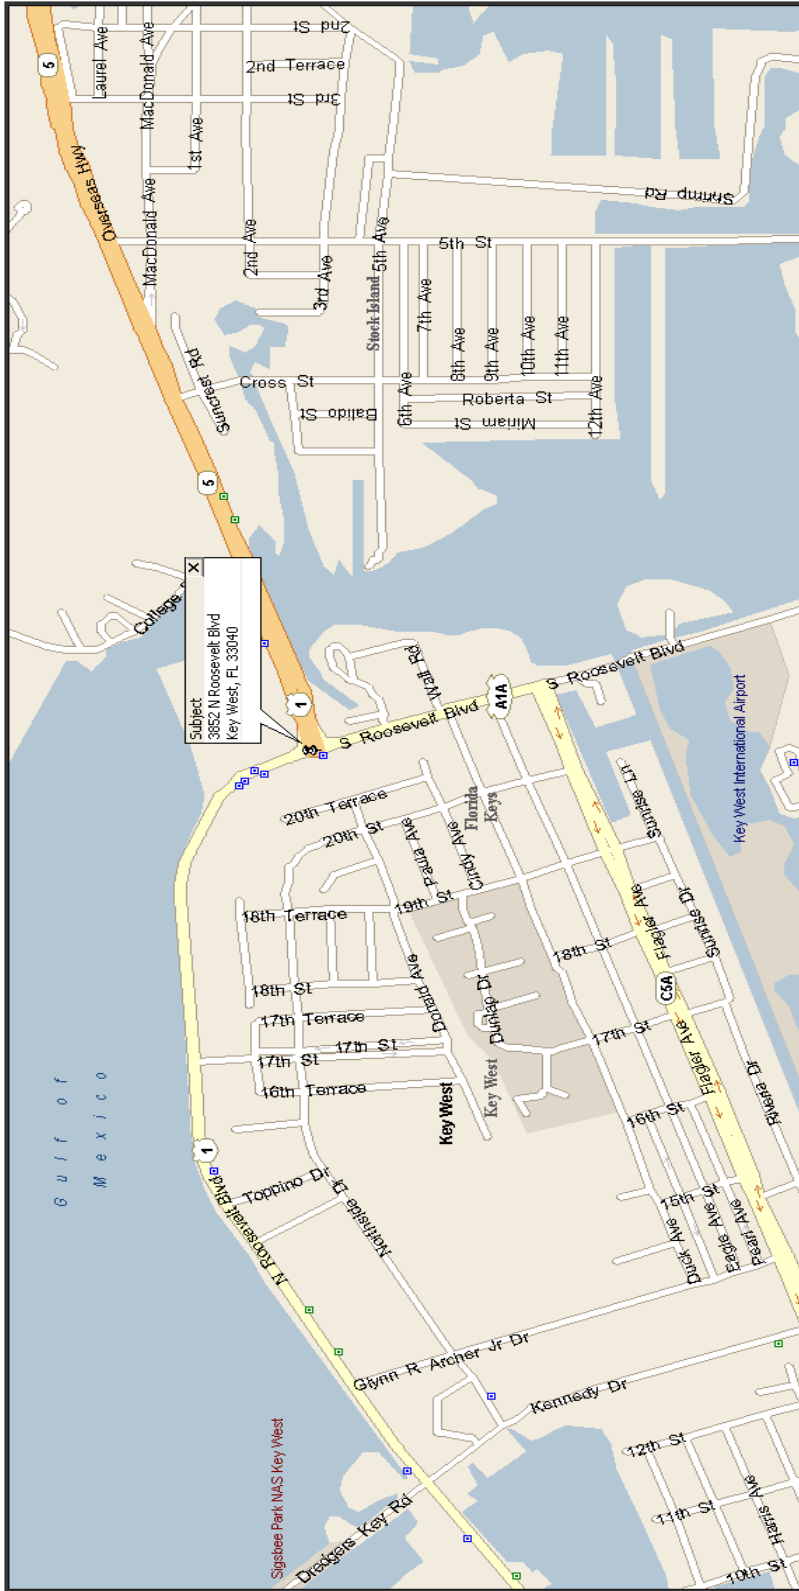 2nd St
5
Laurel Ave
MacDonald Ave
2nd Terrace
3rd St
1st Ave
Overseas Hwy
MacDonald Ave
Shrimp Rd
2nd Ave
5th St
5th Ave
3rd Ave
Stock Island
7th Ave
8th Ave
9th Ave
10th Ave
11th Ave
Suncrest Rd
Cross St
Balido St
6th Ave
Roberta St
Miriam St
12th Ave
5
College
X
Subject
3852 N Roosevelt Blvd
Key West, FL 33040
1
S Roosevelt Blvd
Walt Rd
A1A
S Roosevelt Blvd
Key West International Airport
20th Terrace
20th St
Florida
Keys
Paula Ave
Cindy Ave
Sunrise Ln
18th Terrace
19th St
Flagler Ave
Sunrise Dr
18th St
18th St
Donald Ave
Dunlap Dr
C5A
17th Terrace
17th St
17th St
17th St
16th Terrace
Key West
Key West
Flagler Ave
Riviera Dr
16th St
Gulf of
Mexico
1
N Roosevelt Blvd
Toppino Dr
Northside Dr
15th St
Duck Ave
Eagle Ave
Pearl Ave
Glynn R Archer Jr Dr
Kennedy Dr
Sigsbee Park NAS Key West
Dredgers Key Rd
12th St
11th St
Harris Ave
10th St